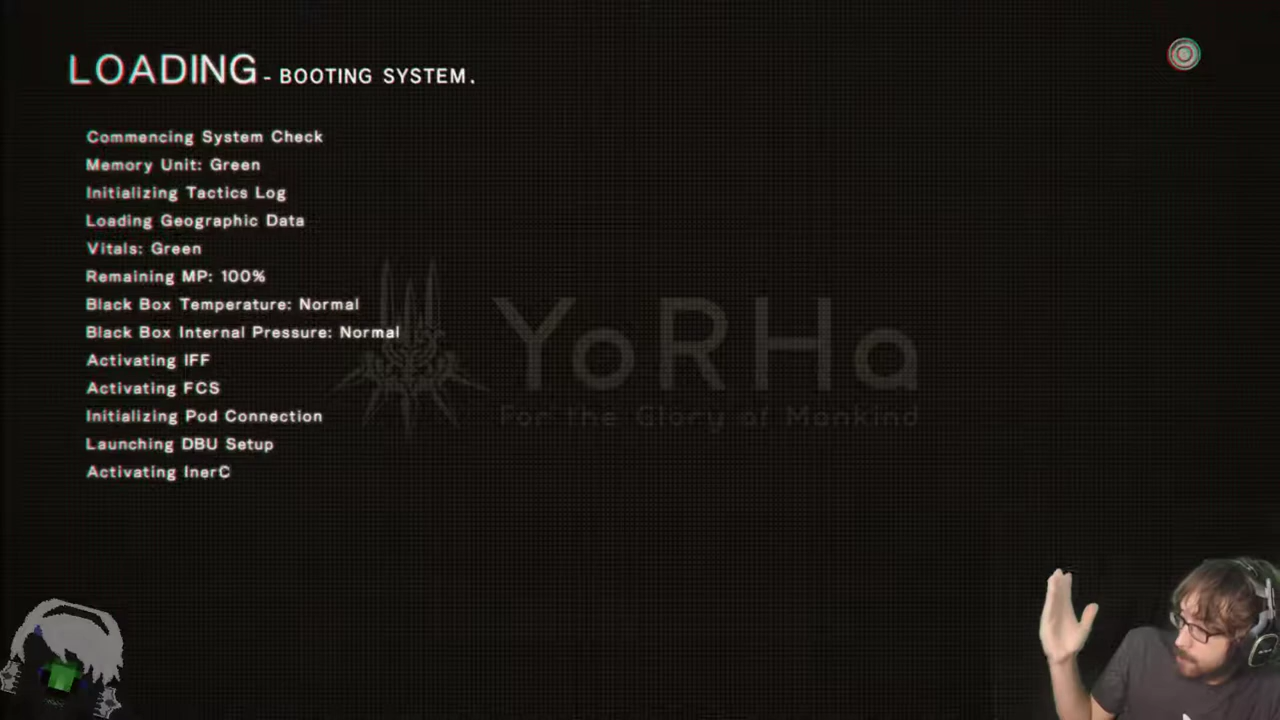 LOADING - BOOTING SYSTEM.
Commencing System Check
Memory Unit: Green
Initializing Tactics Log
Loading Geographic Data
Vitals: Green
Remaining MP: 100%
Black Box Temperature: Normal
Black Box Internal Pressure: Normal
Activating IFF
Activating FCS
Initializing Pod Connection
Launching DBU Setup
Activating InerC
YoRHa
For the Glory of Mankind